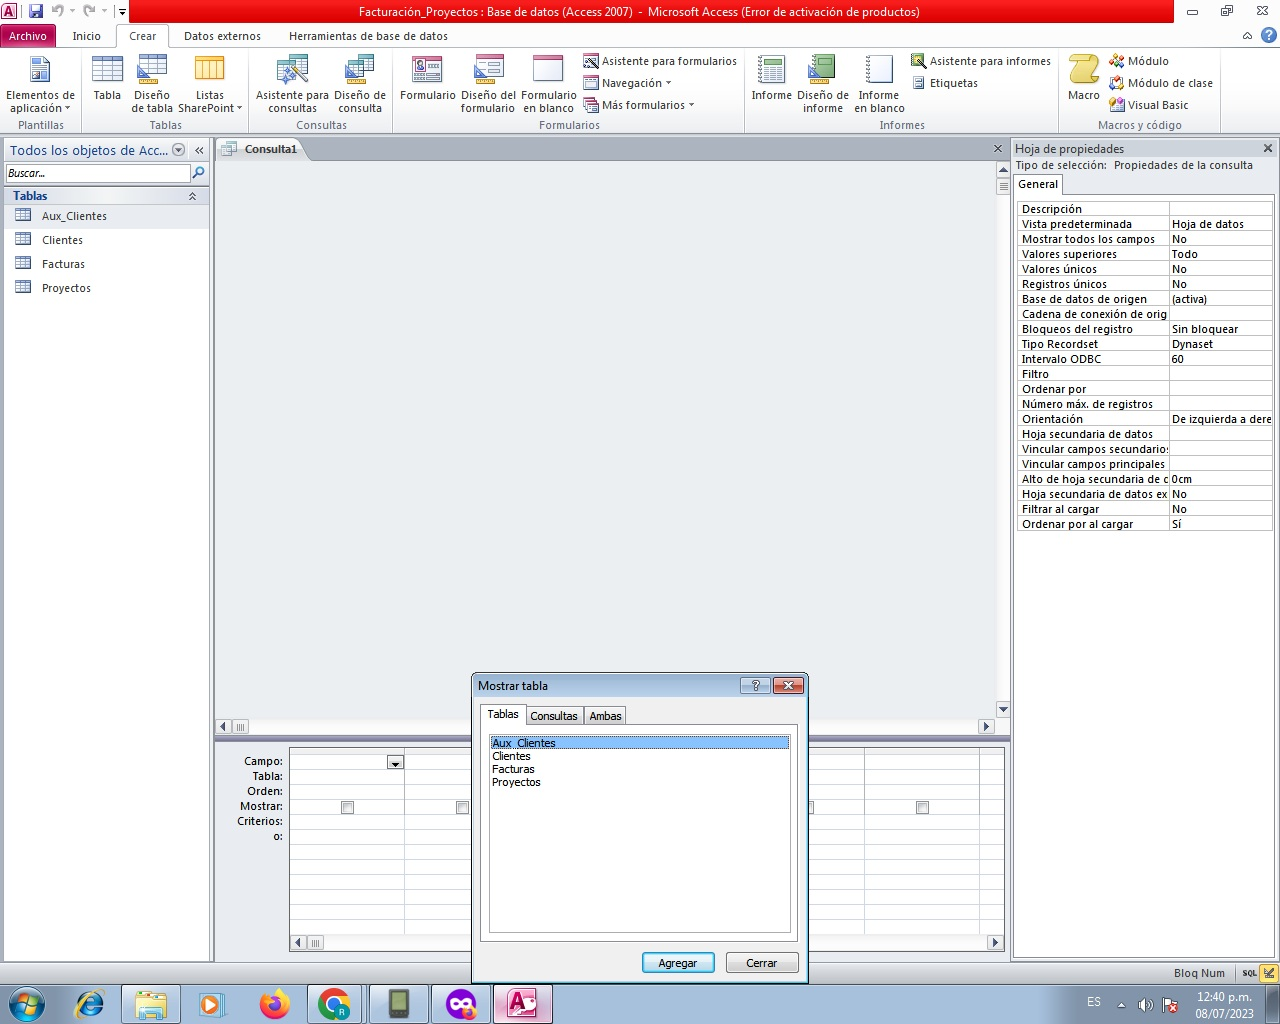 Facturación_Proyectos : Base de datos (Access 2007)  -  Microsoft Access (Error de activación de productos)
Archivo Inicio Crear Datos externos Herramientas de base de datos
Elementos de aplicación
Tabla
Diseño de tabla
Listas SharePoint
Asistente para consultas
Diseño de consulta
Formulario
Diseño del formulario
Formulario en blanco
Asistente para formularios
Navegación
Más formularios
Informe
Diseño de informe
Informe en blanco
Asistente para informes
Etiquetas
Macro
Módulo
Módulo de clase
Visual Basic
Plantillas Tablas Consultas Formularios Informes Macros y código
Todos los objetos de Acc...
Buscar...
Tablas
Aux_Clientes
Clientes
Facturas
Proyectos
Consulta1
Campo:
Tabla:
Orden:
Mostrar:
Criterios:
o:
Mostrar tabla
Tablas Consultas Ambas
Aux_Clientes
Clientes
Facturas
Proyectos
Agregar Cerrar
Hoja de propiedades
Tipo de selección: Propiedades de la consulta
General
Descripción
Vista predeterminada Hoja de datos
Mostrar todos los campos No
Valores superiores Todo
Valores únicos No
Registros únicos No
Base de datos de origen (activa)
Cadena de conexión de orig
Bloqueos del registro Sin bloquear
Tipo Recordset Dynaset
Intervalo ODBC 60
Filtro
Ordenar por
Número máx. de registros
Orientación De izquierda a dere
Hoja secundaria de datos
Vincular campos secundarios
Vincular campos principales
Alto de hoja secundaria de d 0cm
Hoja secundaria de datos ex No
Filtrar al cargar No
Ordenar por al cargar Sí
Bloq Num SQL
ES
12:40 p.m.
08/07/2023